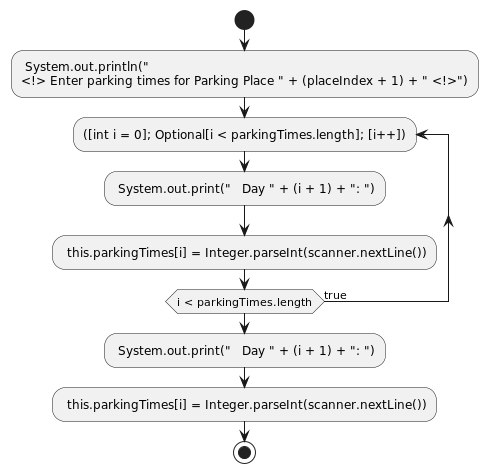 System.out.println("
<!> Enter parking times for Parking Place " + (placeIndex + 1) + " <!>")
([int i = 0]; Optional[i < parkingTimes.length]; [i++])
System.out.print("   Day " + (i + 1) + ": ")
this.parkingTimes[i] = Integer.parseInt(scanner.nextLine())
i < parkingTimes.length
true
System.out.print("   Day " + (i + 1) + ": ")
this.parkingTimes[i] = Integer.parseInt(scanner.nextLine())